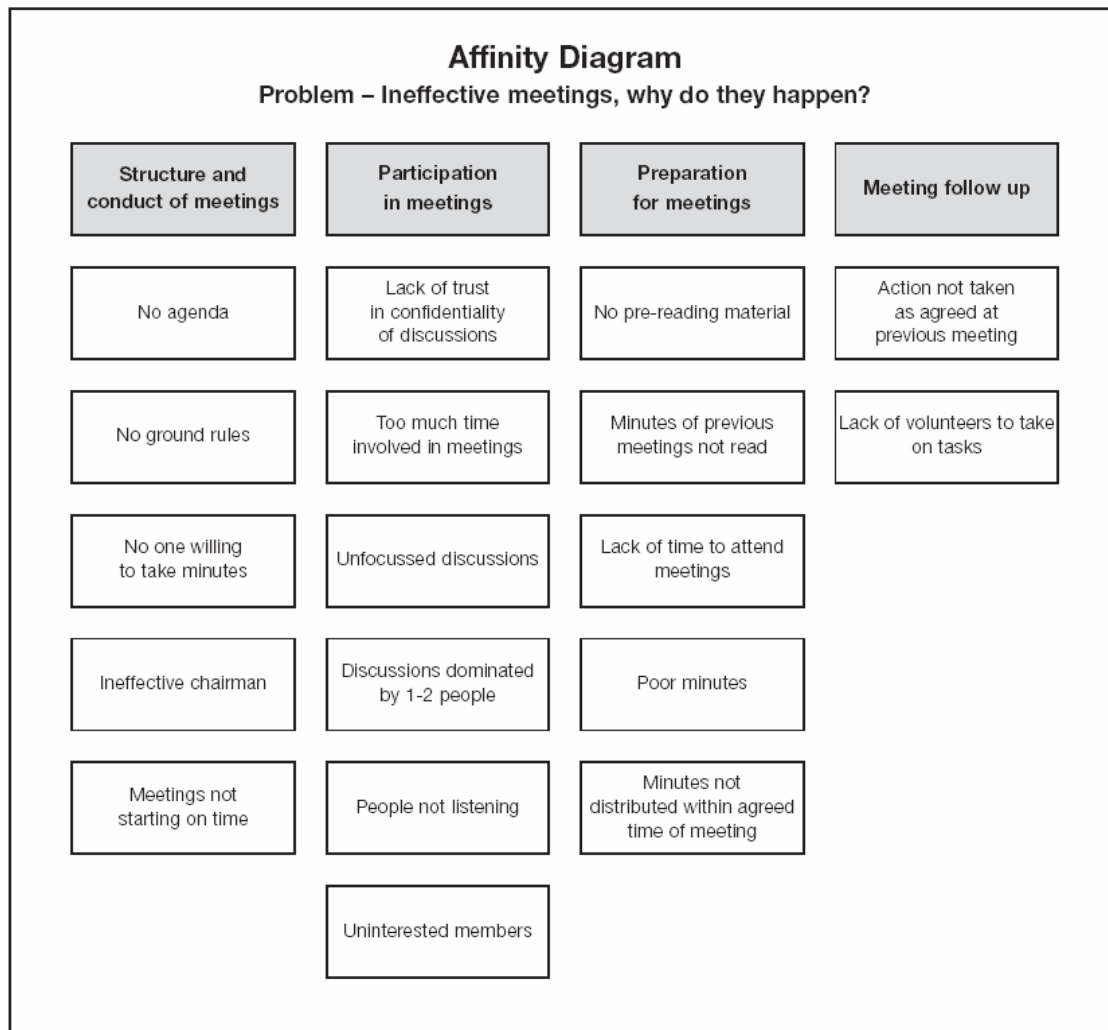 Affinity Diagram
Problem – Ineffective meetings, why do they happen?
Structure and
conduct of meetings
No agenda
No ground rules
No one willing
to take minutes
Ineffective chairman
Meetings not
starting on time
Participation
in meetings
Lack of trust
in confidentiality
of discussions
Too much time
involved in meetings
Unfocussed discussions
Discussions dominated
by 1-2 people
People not listening
Uninterested members
Preparation
for meetings
No pre-reading material
Minutes of previous
meetings not read
Lack of time to attend
meetings
Poor minutes
Minutes not
distributed within agreed
time of meeting
Meeting follow up
Action not taken
as agreed at
previous meeting
Lack of volunteers to take
on tasks